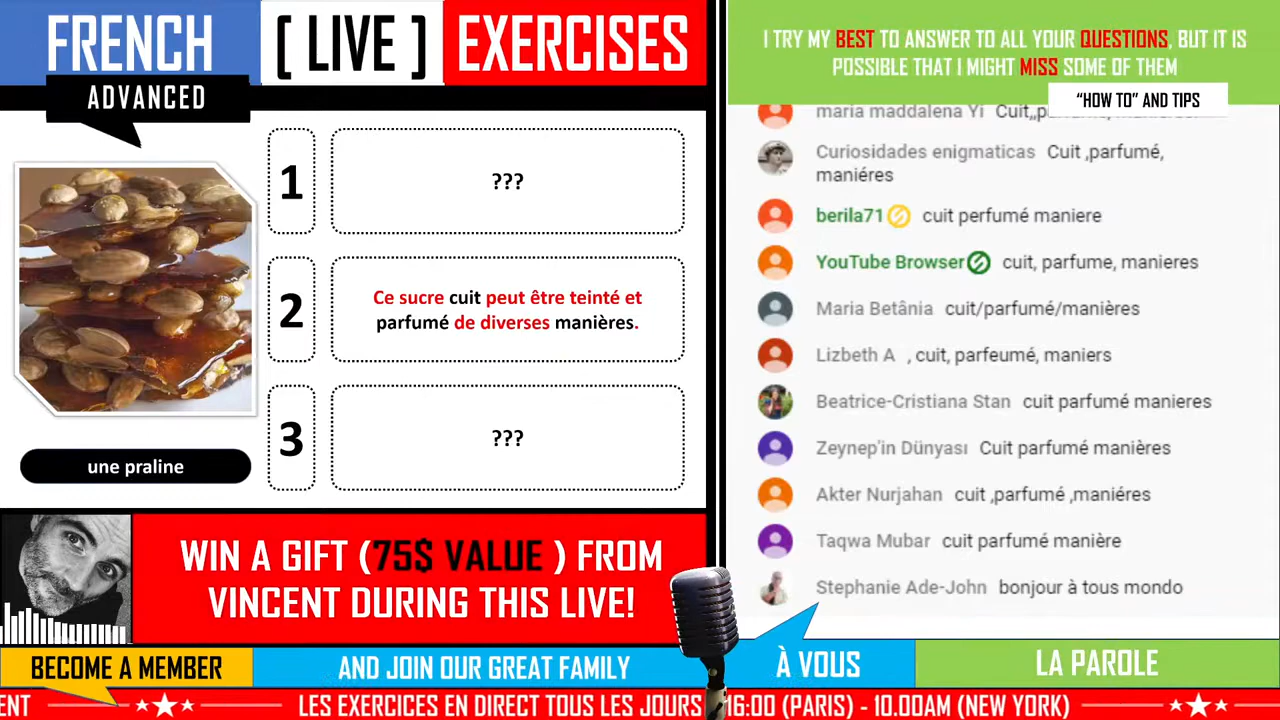 FRENCH [ LIVE ] EXERCISES
ADVANCED
1
???
2
Ce sucre cuit peut être teinté et
parfumé de diverses manières.
3
???
une praline
WIN A GIFT (75$ VALUE ) FROM
VINCENT DURING THIS LIVE!
BECOME A MEMBER
AND JOIN OUR GREAT FAMILY
I TRY MY BEST TO ANSWER TO ALL YOUR QUESTIONS, BUT IT IS
POSSIBLE THAT I MIGHT MISS SOME OF THEM
“HOW TO” AND TIPS
maria maddalena Yi Cuit,,
Curiosidades enigmaticas Cuit ,parfumé,
maniéres
berila71 cuit perfumé maniere
YouTube Browser cuit, parfume, manieres
Maria Betânia cuit/parfumé/manières
Lizbeth A , cuit, parfeumé, maniers
Beatrice-Cristiana Stan cuit parfumé manieres
Zeynep'in Dünyası Cuit parfumé manières
Akter Nurjahan cuit ,parfumé ,maniéres
Taqwa Mubar cuit parfumé manière
Stephanie Ade-John bonjour à tous mondo
À VOUS
LA PAROLE
ENT LES EXERCICES EN DIRECT TOUS LES JOURS 16:00 (PARIS) - 10.00AM (NEW YORK)